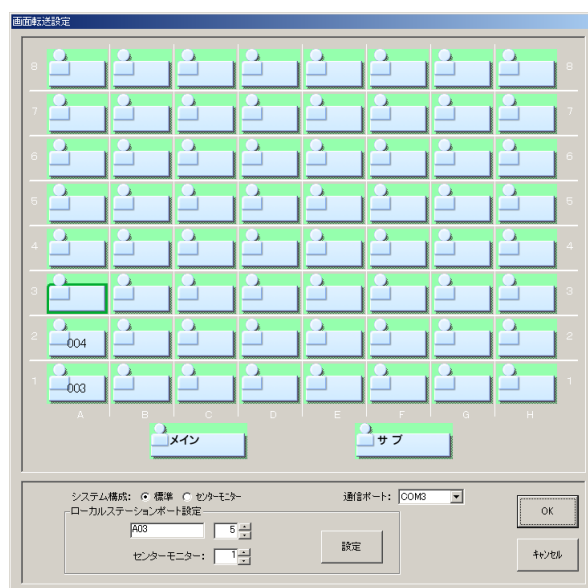 画面転送設定
8 8
7 7
6 6
5 5
4 4
3 3
2 004 2
1 003 1
A B C D E F G H
メイン サブ
システム構成: 標準 センターモニター 通信ポート: COM3
ローカルステーションポート設定
A03 5
センターモニター: 1
設定
OK
キャンセル